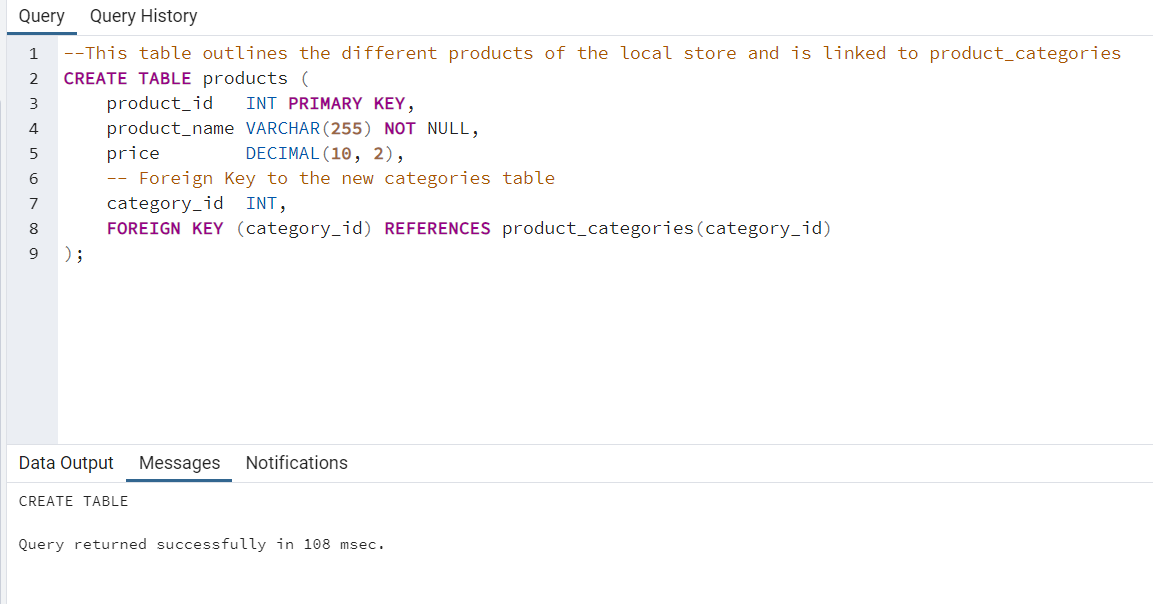 Query Query History
1 --This table outlines the different products of the local store and is linked to product_categories
2 CREATE TABLE products (
3     product_id   INT PRIMARY KEY,
4     product_name VARCHAR(255) NOT NULL,
5     price        DECIMAL(10, 2),
6     -- Foreign Key to the new categories table
7     category_id  INT,
8     FOREIGN KEY (category_id) REFERENCES product_categories(category_id)
9 );
Data Output Messages Notifications
CREATE TABLE
Query returned successfully in 108 msec.